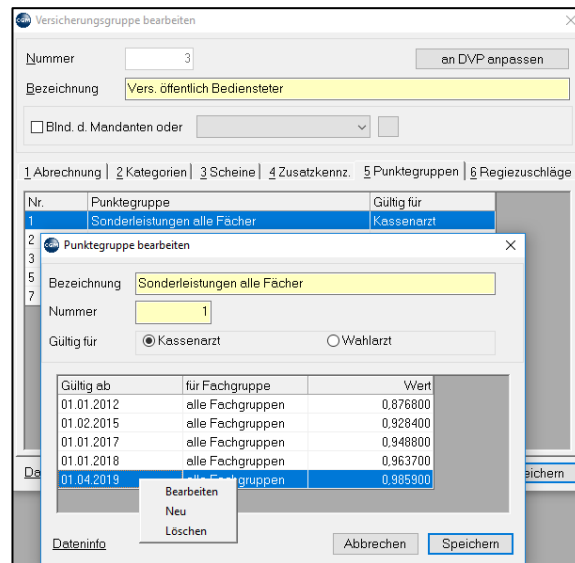 CGM Versicherungsgruppe bearbeiten
Nummer 3 an DVP anpassen
Bezeichnung Vers. öffentlich Bediensteter
Blnd. d. Mandanten oder
1 Abrechnung 2 Kategorien 3 Scheine 4 Zusatzkennz. 5 Punktegruppen 6 Regiezuschläge
Nr. Punktegruppe Gültig für
1 Sonderleistungen alle Fächer Kassenarzt
2
3
5
7
CGM Punktegruppe bearbeiten
Bezeichnung Sonderleistungen alle Fächer
Nummer 1
Gültig für Kassenarzt Wahlarzt
Gültig ab für Fachgruppe Wert
01.01.2012 alle Fachgruppen 0,876800
01.02.2015 alle Fachgruppen 0,928400
01.01.2017 alle Fachgruppen 0,948800
01.01.2018 alle Fachgruppen 0,963700
01.04.2019 alle Fachgruppen 0,985900
Bearbeiten
Neu
Löschen
Dateninfo Abbrechen Speichern